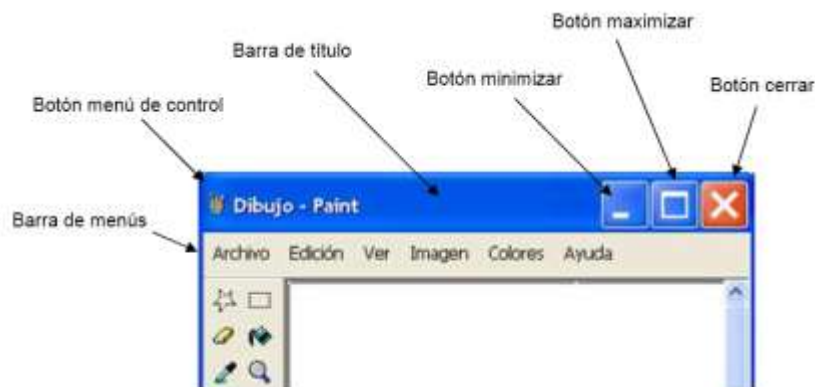 Botón maximizar
Barra de título
Botón minimizar
Botón cerrar
Botón menú de control
Dibujo - Paint
Barra de menús
Archivo Edición Ver Imagen Colores Ayuda